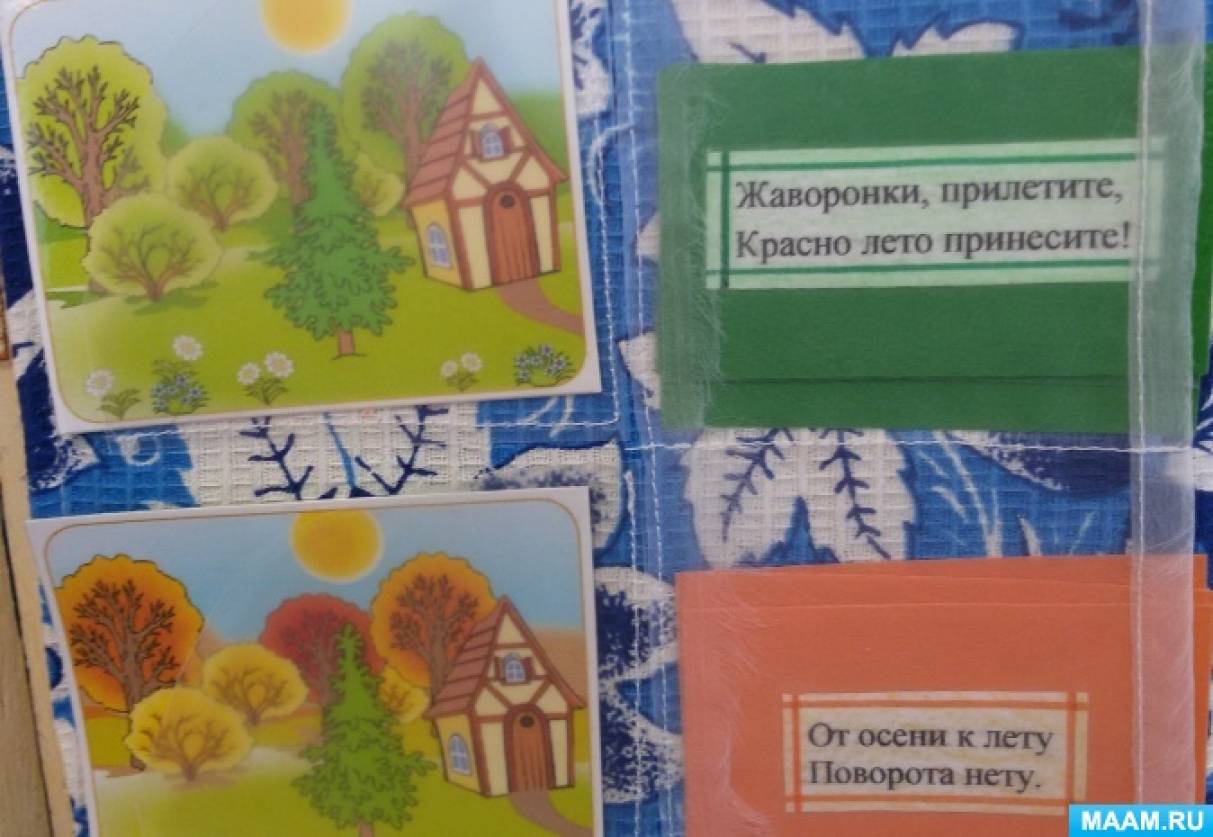 Жаворонки, прилетите,
Красно лето принесите!
От осени к лету
Поворота нету.
MAAM.RU